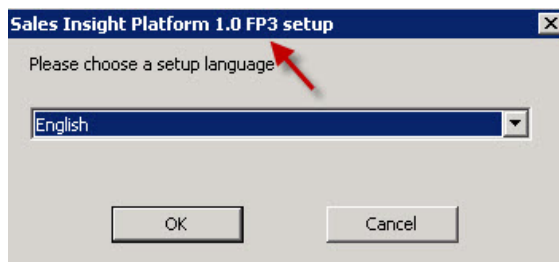 Sales Insight Platform 1.0 FP3 setup
Please choose a setup language
English
OK
Cancel